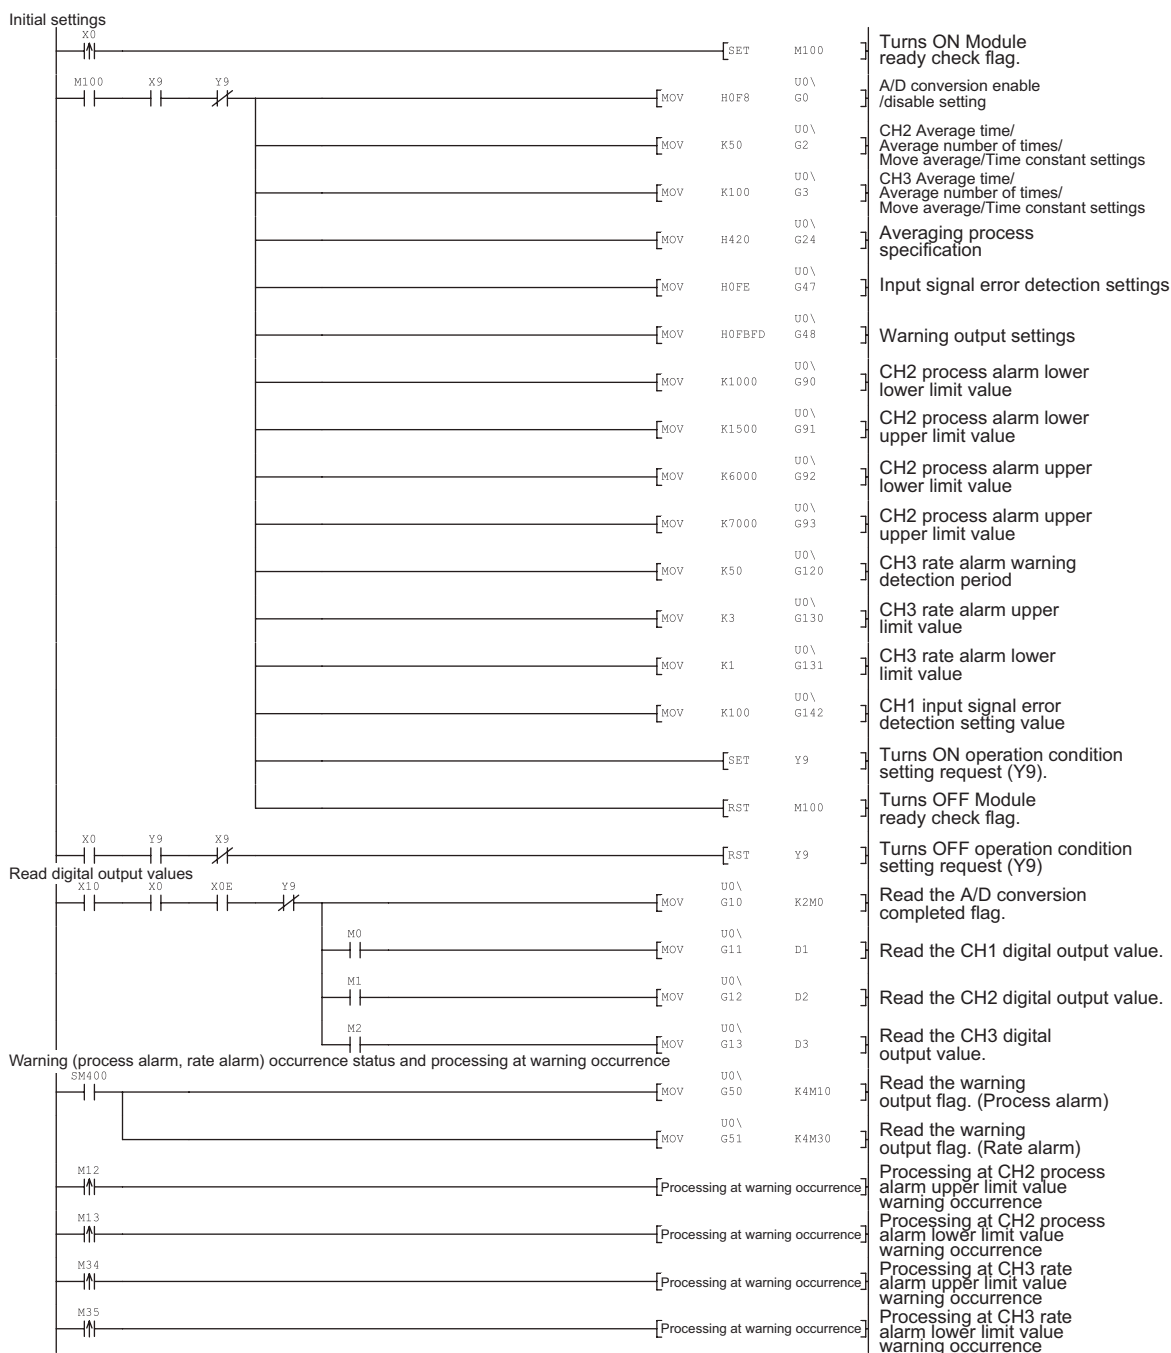 Initial settings
X0
SET M100
Turns ON Module
ready check flag.
M100 X9 Y9
U0\
MOV H0F8 G0
A/D conversion enable
/disable setting
U0\
MOV K50 G2
CH2 Average time/
Average number of times/
Move average/Time constant settings
U0\
MOV K100 G3
CH3 Average time/
Average number of times/
Move average/Time constant settings
U0\
MOV H420 G24
Averaging process
specification
U0\
MOV H0FE G47
Input signal error detection settings
U0\
MOV H0FBFD G48
Warning output settings
U0\
MOV K1000 G90
CH2 process alarm lower
lower limit value
U0\
MOV K1500 G91
CH2 process alarm lower
upper limit value
U0\
MOV K6000 G92
CH2 process alarm upper
lower limit value
U0\
MOV K7000 G93
CH2 process alarm upper
upper limit value
U0\
MOV K50 G120
CH3 rate alarm warning
detection period
U0\
MOV K3 G130
CH3 rate alarm upper
limit value
U0\
MOV K1 G131
CH3 rate alarm lower
limit value
U0\
MOV K100 G142
CH1 input signal error
detection setting value
SET Y9
Turns ON operation condition
setting request (Y9).
RST M100
Turns OFF Module
ready check flag.
X0 Y9 X9
RST Y9
Turns OFF operation condition
setting request (Y9)
Read digital output values
X10 X0 X0E Y9
U0\
MOV G10 K2M0
Read the A/D conversion
completed flag.
M0
U0\
MOV G11 D1
Read the CH1 digital output value.
M1
U0\
MOV G12 D2
Read the CH2 digital output value.
M2
U0\
MOV G13 D3
Read the CH3 digital
output value.
Warning (process alarm, rate alarm) occurrence status and processing at warning occurrence
SM400
U0\
MOV G50 K4M10
Read the warning
output flag. (Process alarm)
U0\
MOV G51 K4M30
Read the warning
output flag. (Rate alarm)
M12
Processing at warning occurrence
Processing at CH2 process
alarm upper limit value
warning occurrence
M13
Processing at warning occurrence
Processing at CH2 process
alarm lower limit value
warning occurrence
M34
Processing at warning occurrence
Processing at CH3 rate
alarm upper limit value
warning occurrence
M35
Processing at warning occurrence
Processing at CH3 rate
alarm lower limit value
warning occurrence